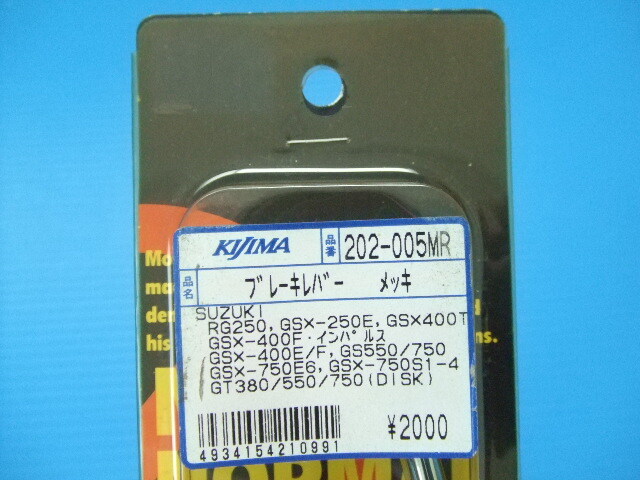 KIJIMA 品番 202-005MR
品名 ブレーキレバー メッキ
SUZUKI
RG250, GSX-250E, GSX400T
GSX-400F・インパルス
GSX-400E/F, GS550/750
GSX-750E6, GSX-750S1-4
GT380/550/750(DISK)
4934154210991
¥2000